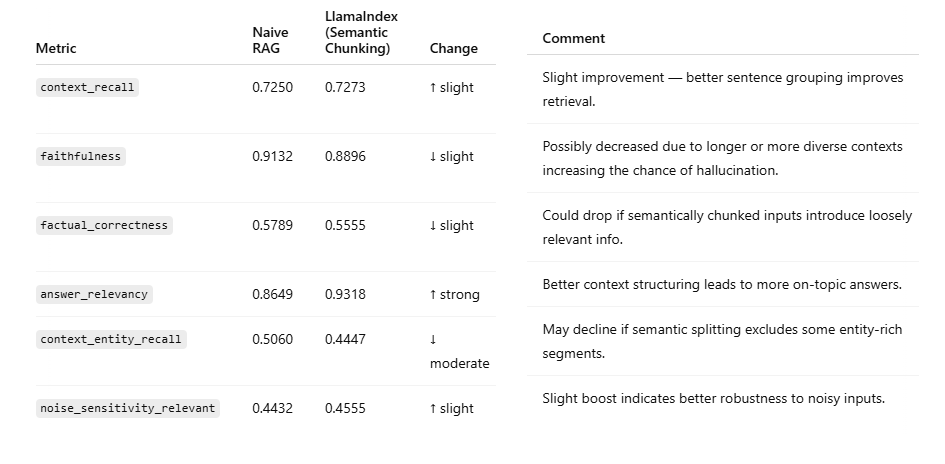 LlamaIndex
Naive (Semantic
Metric RAG Chunking) Change Comment
context_recall 0.7250 0.7273 ↑ slight Slight improvement — better sentence grouping improves
retrieval.
faithfulness 0.9132 0.8896 ↓ slight Possibly decreased due to longer or more diverse contexts
increasing the chance of hallucination.
factual_correctness 0.5789 0.5555 ↓ slight Could drop if semantically chunked inputs introduce loosely
relevant info.
answer_relevancy 0.8649 0.9318 ↑ strong Better context structuring leads to more on-topic answers.
context_entity_recall 0.5060 0.4447 ↓ May decline if semantic splitting excludes some entity-rich
moderate segments.
noise_sensitivity_relevant 0.4432 0.4555 ↑ slight Slight boost indicates better robustness to noisy inputs.